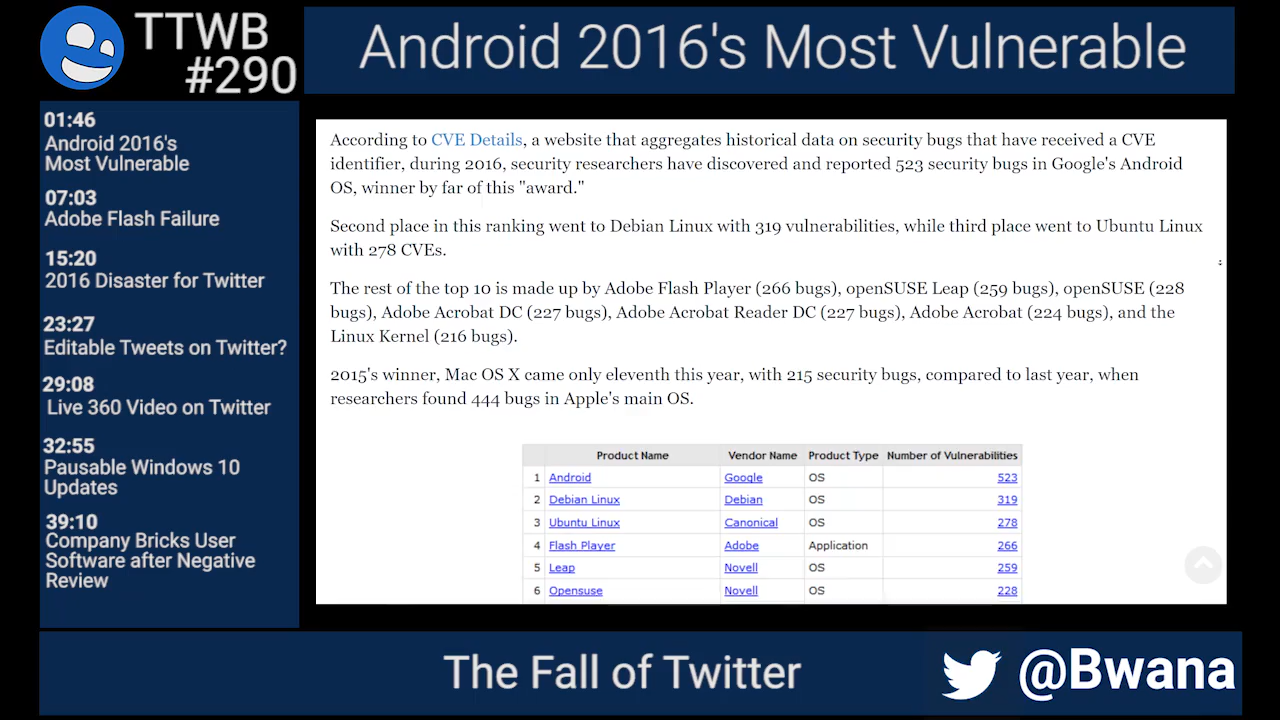 TTWB
#290
Android 2016's Most Vulnerable
01:46
Android 2016's
Most Vulnerable
07:03
Adobe Flash Failure
15:20
2016 Disaster for Twitter
23:27
Editable Tweets on Twitter?
29:08
Live 360 Video on Twitter
32:55
Pausable Windows 10
Updates
39:10
Company Bricks User
Software after Negative
Review
According to CVE Details, a website that aggregates historical data on security bugs that have received a CVE
identifier, during 2016, security researchers have discovered and reported 523 security bugs in Google's Android
OS, winner by far of this "award."
Second place in this ranking went to Debian Linux with 319 vulnerabilities, while third place went to Ubuntu Linux
with 278 CVEs.
The rest of the top 10 is made up by Adobe Flash Player (266 bugs), openSUSE Leap (259 bugs), openSUSE (228
bugs), Adobe Acrobat DC (227 bugs), Adobe Acrobat Reader DC (227 bugs), Adobe Acrobat (224 bugs), and the
Linux Kernel (216 bugs).
2015's winner, Mac OS X came only eleventh this year, with 215 security bugs, compared to last year, when
researchers found 444 bugs in Apple's main OS.
Product Name Vendor Name Product Type Number of Vulnerabilities
1 Android Google OS 523
2 Debian Linux Debian OS 319
3 Ubuntu Linux Canonical OS 278
4 Flash Player Adobe Application 266
5 Leap Novell OS 259
6 Opensuse Novell OS 228
The Fall of Twitter
@Bwana